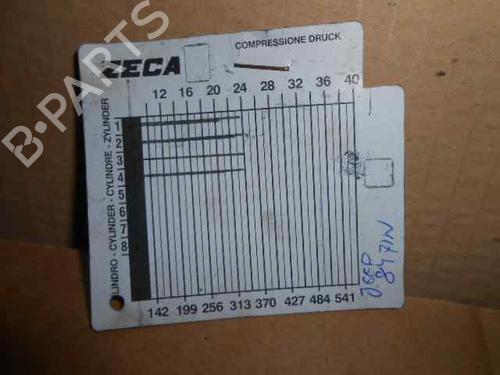 ZECA
COMPRESSIONE DRUCK
12 16 20 24 28 32 36 40
LINDRO - CYLINDER - CYLINDRE - ZYLINDER
1
2
3
4
5
6
7
8
142 199 256 313 370 427 484 541
JEEP
B-PARTS